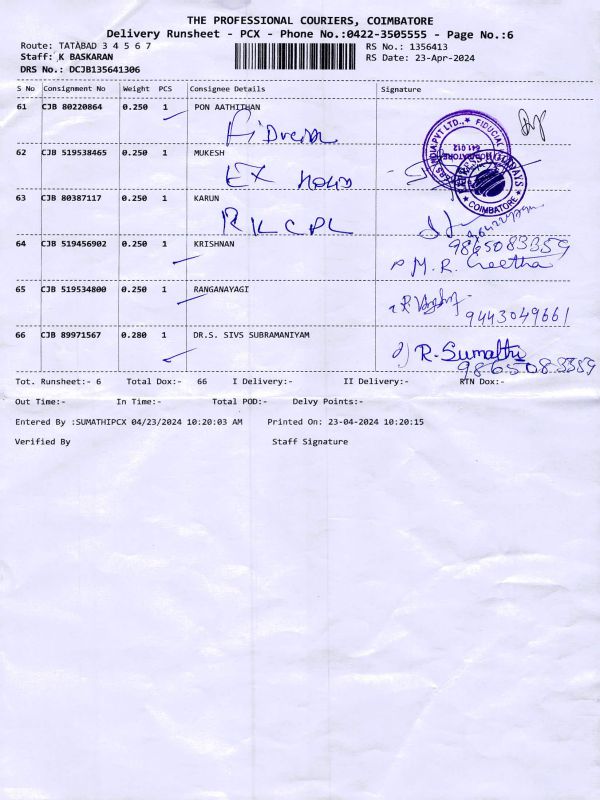 THE PROFESSIONAL COURIERS, COIMBATORE
Delivery Runsheet - PCX - Phone No.:0422-3505555 - Page No.:6
Route: TATABAD 3 4 5 6 7
RS No.: 1356413
Staff: K BASKARAN
RS Date: 23-Apr-2024
DRS No.: DCJB135641306
S No Consignment No Weight PCS Consignee Details Signature
61 CJB 80220864 0.250 1 PON AATHITHAN
62 CJB 519538465 0.250 1 MUKESH
63 CJB 80387117 0.250 1 KARUN
RKCPL
64 CJB 519456902 0.250 1 KRISHNAN
9865083359
M.R. Geetha
65 CJB 519534800 0.250 1 RANGANAYAGI
9443049661
66 CJB 89971567 0.280 1 DR.S. SIVS SUBRAMANIYAM
R. Sumathi
9865083359
Tot. Runsheet:- 6 Total Dox:- 66 I Delivery:- II Delivery:- RTN Dox:-
Out Time:- In Time:- Total POD:- Delvy Points:-
Entered By :SUMATHIPCX 04/23/2024 10:20:03 AM Printed On: 23-04-2024 10:20:15
Verified By Staff Signature